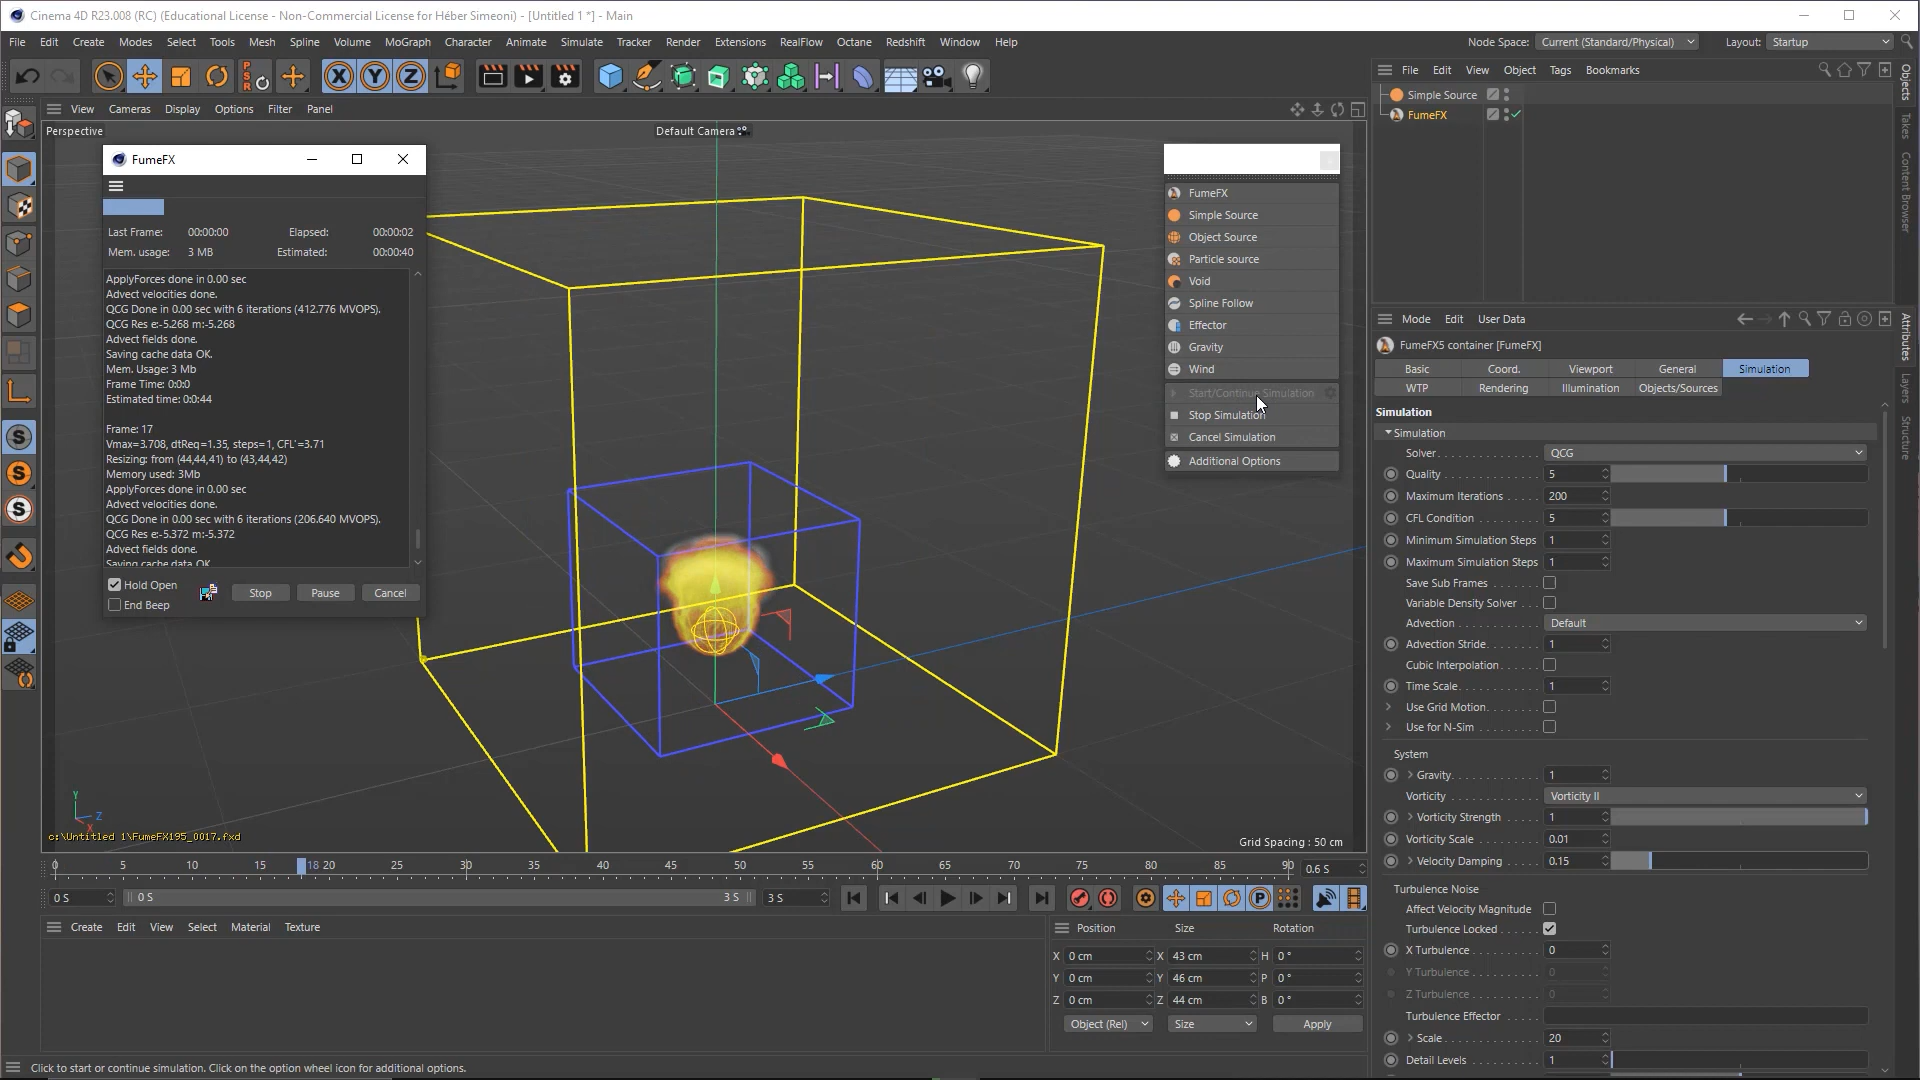 Cinema 4D R23.008 (RC) (Educational License - Non-Commercial License for Héber Simeoni) - [Untitled 1 *] - Main
File Edit Create Modes Select Tools Mesh Spline Volume MoGraph Character Animate Simulate Tracker Render Extensions RealFlow Octane Redshift Window Help
Node Space: Current (Standard/Physical) Layout: Startup
View Cameras Display Options Filter Panel
Perspective
Default Camera
FumeFX
Last Frame: 00:00:00 Elapsed: 00:00:02
Mem. usage: 3 MB Estimated: 00:00:40
ApplyForces done in 0.00 sec
Advect velocities done.
QCG Done in 0.00 sec with 6 iterations (412.776 MVOPS).
QCG Res e:-5.268 m:-5.268
Advect fields done.
Saving cache data OK.
Mem. Usage: 3 Mb
Frame Time: 0:0:0
Estimated time: 0:0:44
Frame: 17
Vmax=3.708, dtReq=1.35, steps=1, CFL`=3.71
Resizing: from (44,44,41) to (43,44,42)
Memory used: 3Mb
ApplyForces done in 0.00 sec
Advect velocities done.
QCG Done in 0.00 sec with 6 iterations (206.640 MVOPS).
QCG Res e:-5.372 m:-5.372
Advect fields done.
Saving cache data OK.
Hold Open
End Beep
Stop Pause Cancel
FumeFX
Simple Source
Object Source
Particle source
Void
Spline Follow
Effector
Gravity
Wind
Start/Continue Simulation
Stop Simulation
Cancel Simulation
Additional Options
Y
Z
X
c:\Untitled 1\FumeFX195_0017.fxd
Grid Spacing : 50 cm
0 5 10 15 18 20 25 30 35 40 45 50 55 60 65 70 75 80 85 90 0.6 S
0 S 0 S 3 S 3 S
Create Edit View Select Material Texture
Position Size Rotation
X 0 cm X 43 cm H 0 °
Y 0 cm Y 46 cm P 0 °
Z 0 cm Z 44 cm B 0 °
Object (Rel) Size Apply
Click to start or continue simulation. Click on the option wheel icon for additional options.
File Edit View Object Tags Bookmarks
Simple Source
FumeFX
Objects
Takes
Content Browser
Attributes
Layers
Structure
Mode Edit User Data
FumeFX5 container [FumeFX]
Basic Coord. Viewport General Simulation
WTP Rendering Illumination Objects/Sources
Simulation
Simulation
Solver QCG
Quality 5
Maximum Iterations 200
CFL Condition 5
Minimum Simulation Steps 1
Maximum Simulation Steps 1
Save Sub Frames
Variable Density Solver
Advection Default
Advection Stride 1
Cubic Interpolation
Time Scale 1
Use Grid Motion
Use for N-Sim
System
Gravity 1
Vorticity Vorticity II
Vorticity Strength 1
Vorticity Scale 0.01
Velocity Damping 0.15
Turbulence Noise
Affect Velocity Magnitude
Turbulence Locked
X Turbulence 0
Y Turbulence 0
Z Turbulence 0
Turbulence Effector
Scale 20
Detail Levels 1